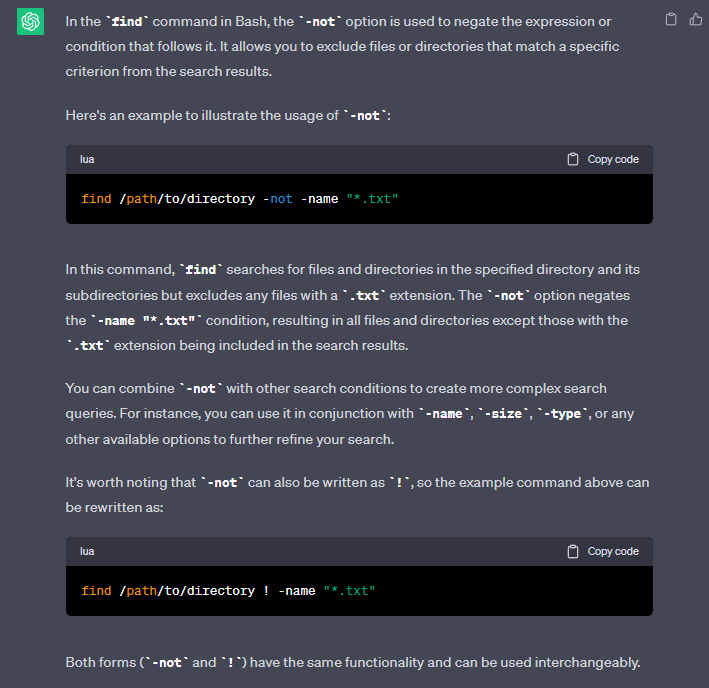 In the `find` command in Bash, the `-not` option is used to negate the expression or
condition that follows it. It allows you to exclude files or directories that match a specific
criterion from the search results.
Here's an example to illustrate the usage of `-not`:
lua
Copy code
find /path/to/directory -not -name "*.txt"
In this command, `find` searches for files and directories in the specified directory and its
subdirectories but excludes any files with a `.txt` extension. The `-not` option negates
the `-name "*.txt"` condition, resulting in all files and directories except those with the
`.txt` extension being included in the search results.
You can combine `-not` with other search conditions to create more complex search
queries. For instance, you can use it in conjunction with `-name`, `-size`, `-type`, or any
other available options to further refine your search.
It's worth noting that `-not` can also be written as `!`, so the example command above can
be rewritten as:
lua
Copy code
find /path/to/directory ! -name "*.txt"
Both forms (`-not` and `!`) have the same functionality and can be used interchangeably.